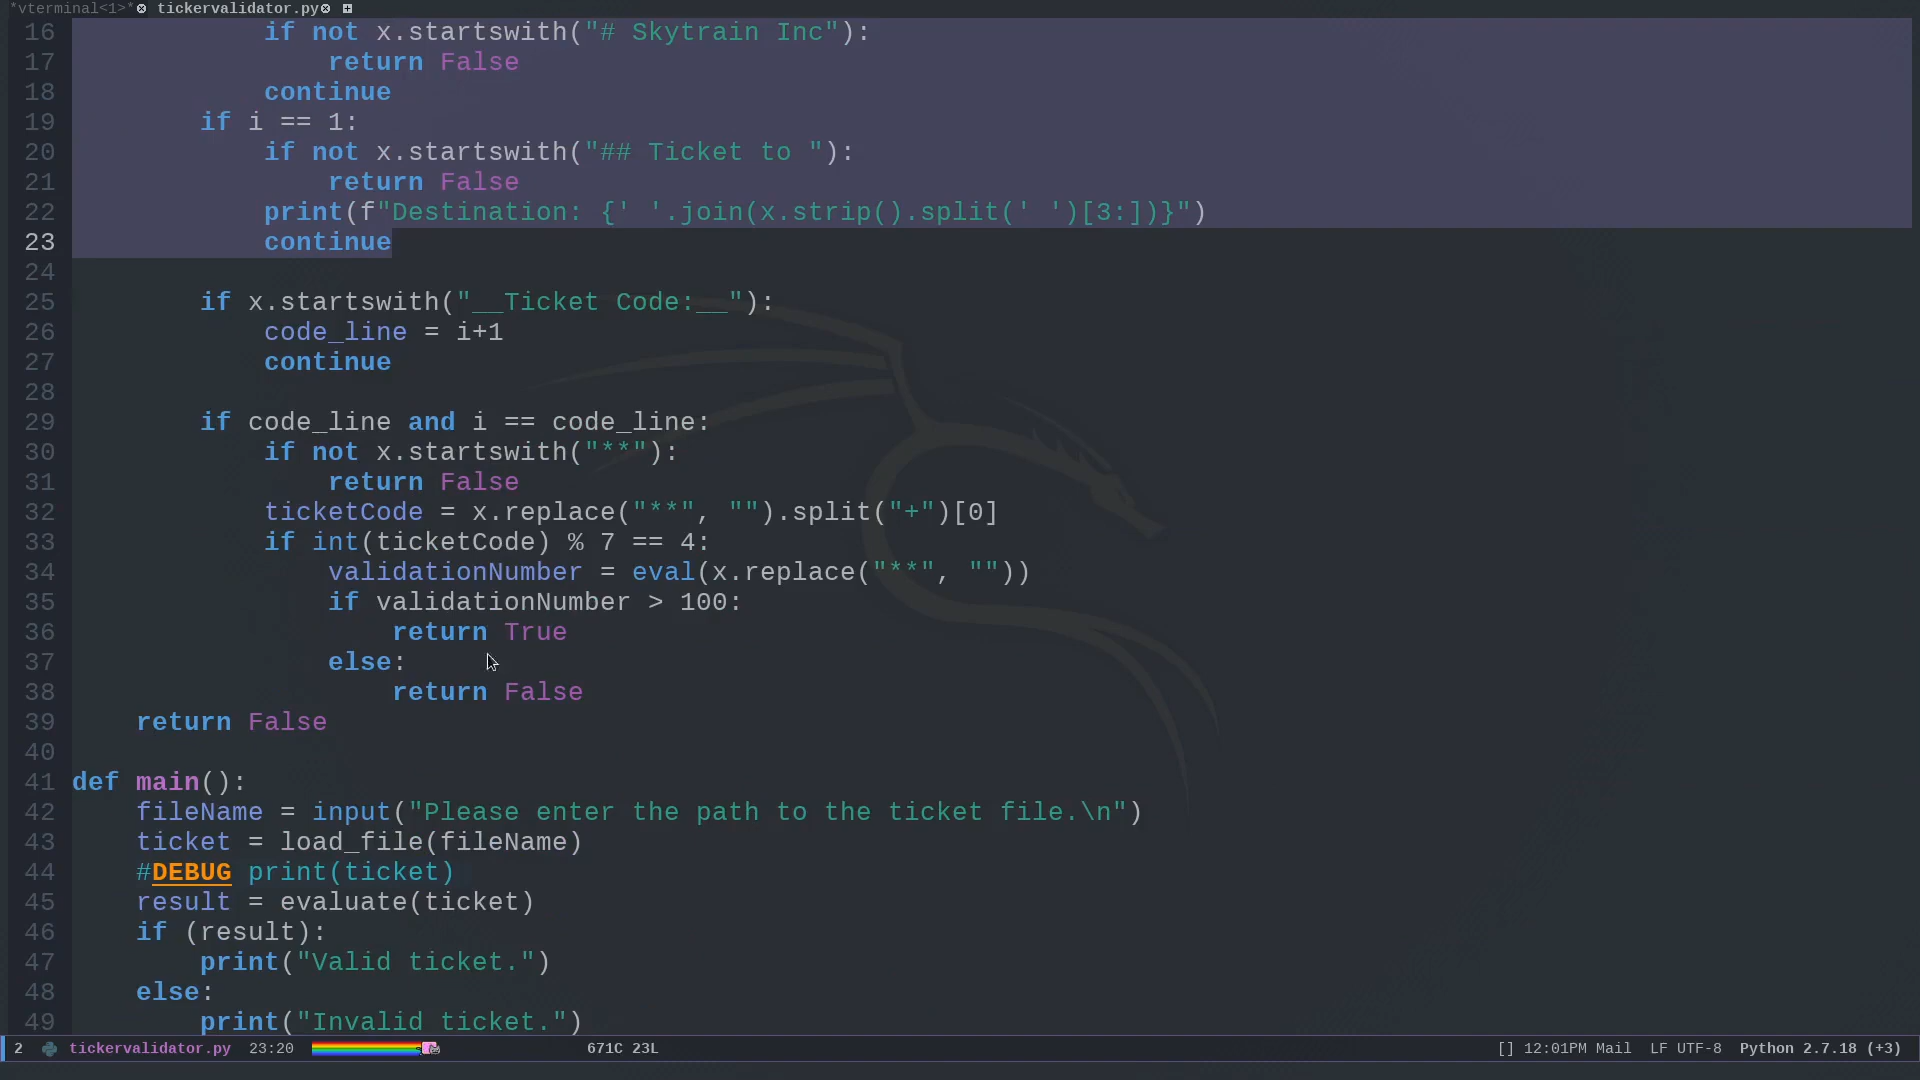 *vterminal<1>* tickervalidator.py
16 if not x.startswith("# Skytrain Inc"):
17 return False
18 continue
19 if i == 1:
20 if not x.startswith("## Ticket to "):
21 return False
22 print(f"Destination: {' '.join(x.strip().split(' ')[3:])}")
23 continue
24
25 if x.startswith("__Ticket Code:__"):
26 code_line = i+1
27 continue
28
29 if code_line and i == code_line:
30 if not x.startswith("**"):
31 return False
32 ticketCode = x.replace("**", "").split("+")[0]
33 if int(ticketCode) % 7 == 4:
34 validationNumber = eval(x.replace("**", ""))
35 if validationNumber > 100:
36 return True
37 else:
38 return False
39 return False
40
41 def main():
42 fileName = input("Please enter the path to the ticket file.\n")
43 ticket = load_file(fileName)
44 #DEBUG print(ticket)
45 result = evaluate(ticket)
46 if (result):
47 print("Valid ticket.")
48 else:
49 print("Invalid ticket.")
2 tickervalidator.py 23:20 671C 23L [] 12:01PM Mail LF UTF-8 Python 2.7.18 (+3)